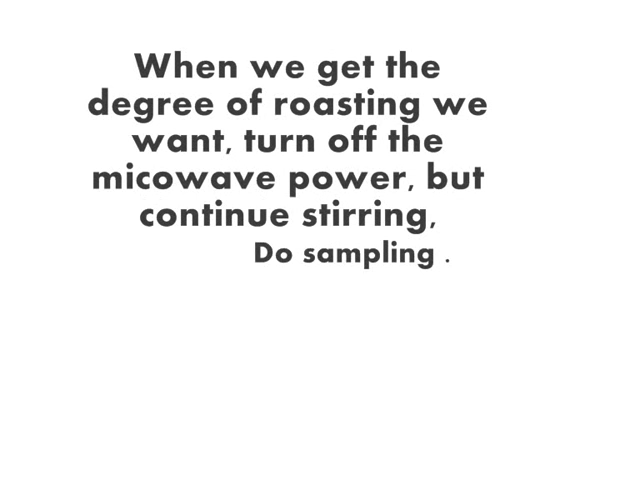 When we get the
degree of roasting we
want, turn off the
micowave power, but
continue stirring,
Do sampling .